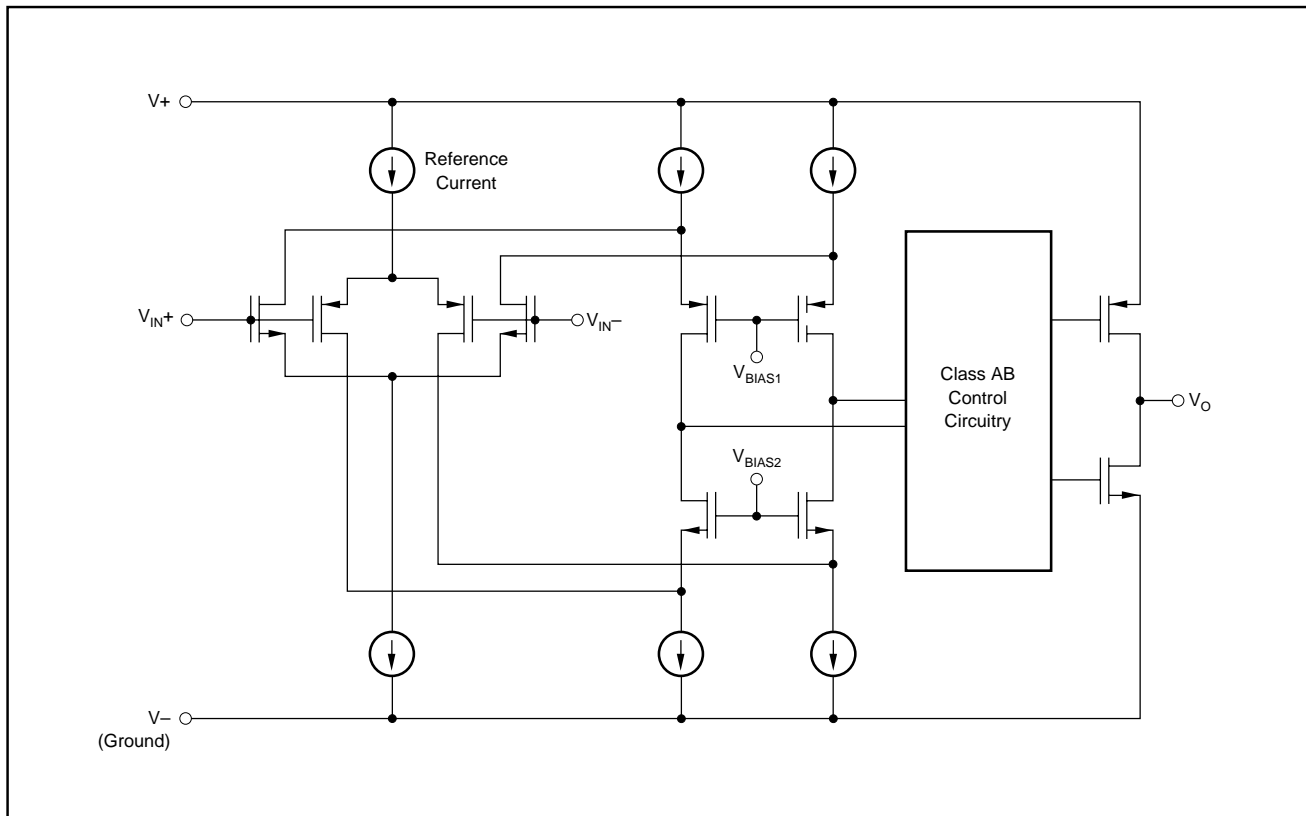 V+
Reference
Current
VIN+
VIN–
VBIAS1
Class AB
Control
Circuitry
VO
VBIAS2
V–
(Ground)